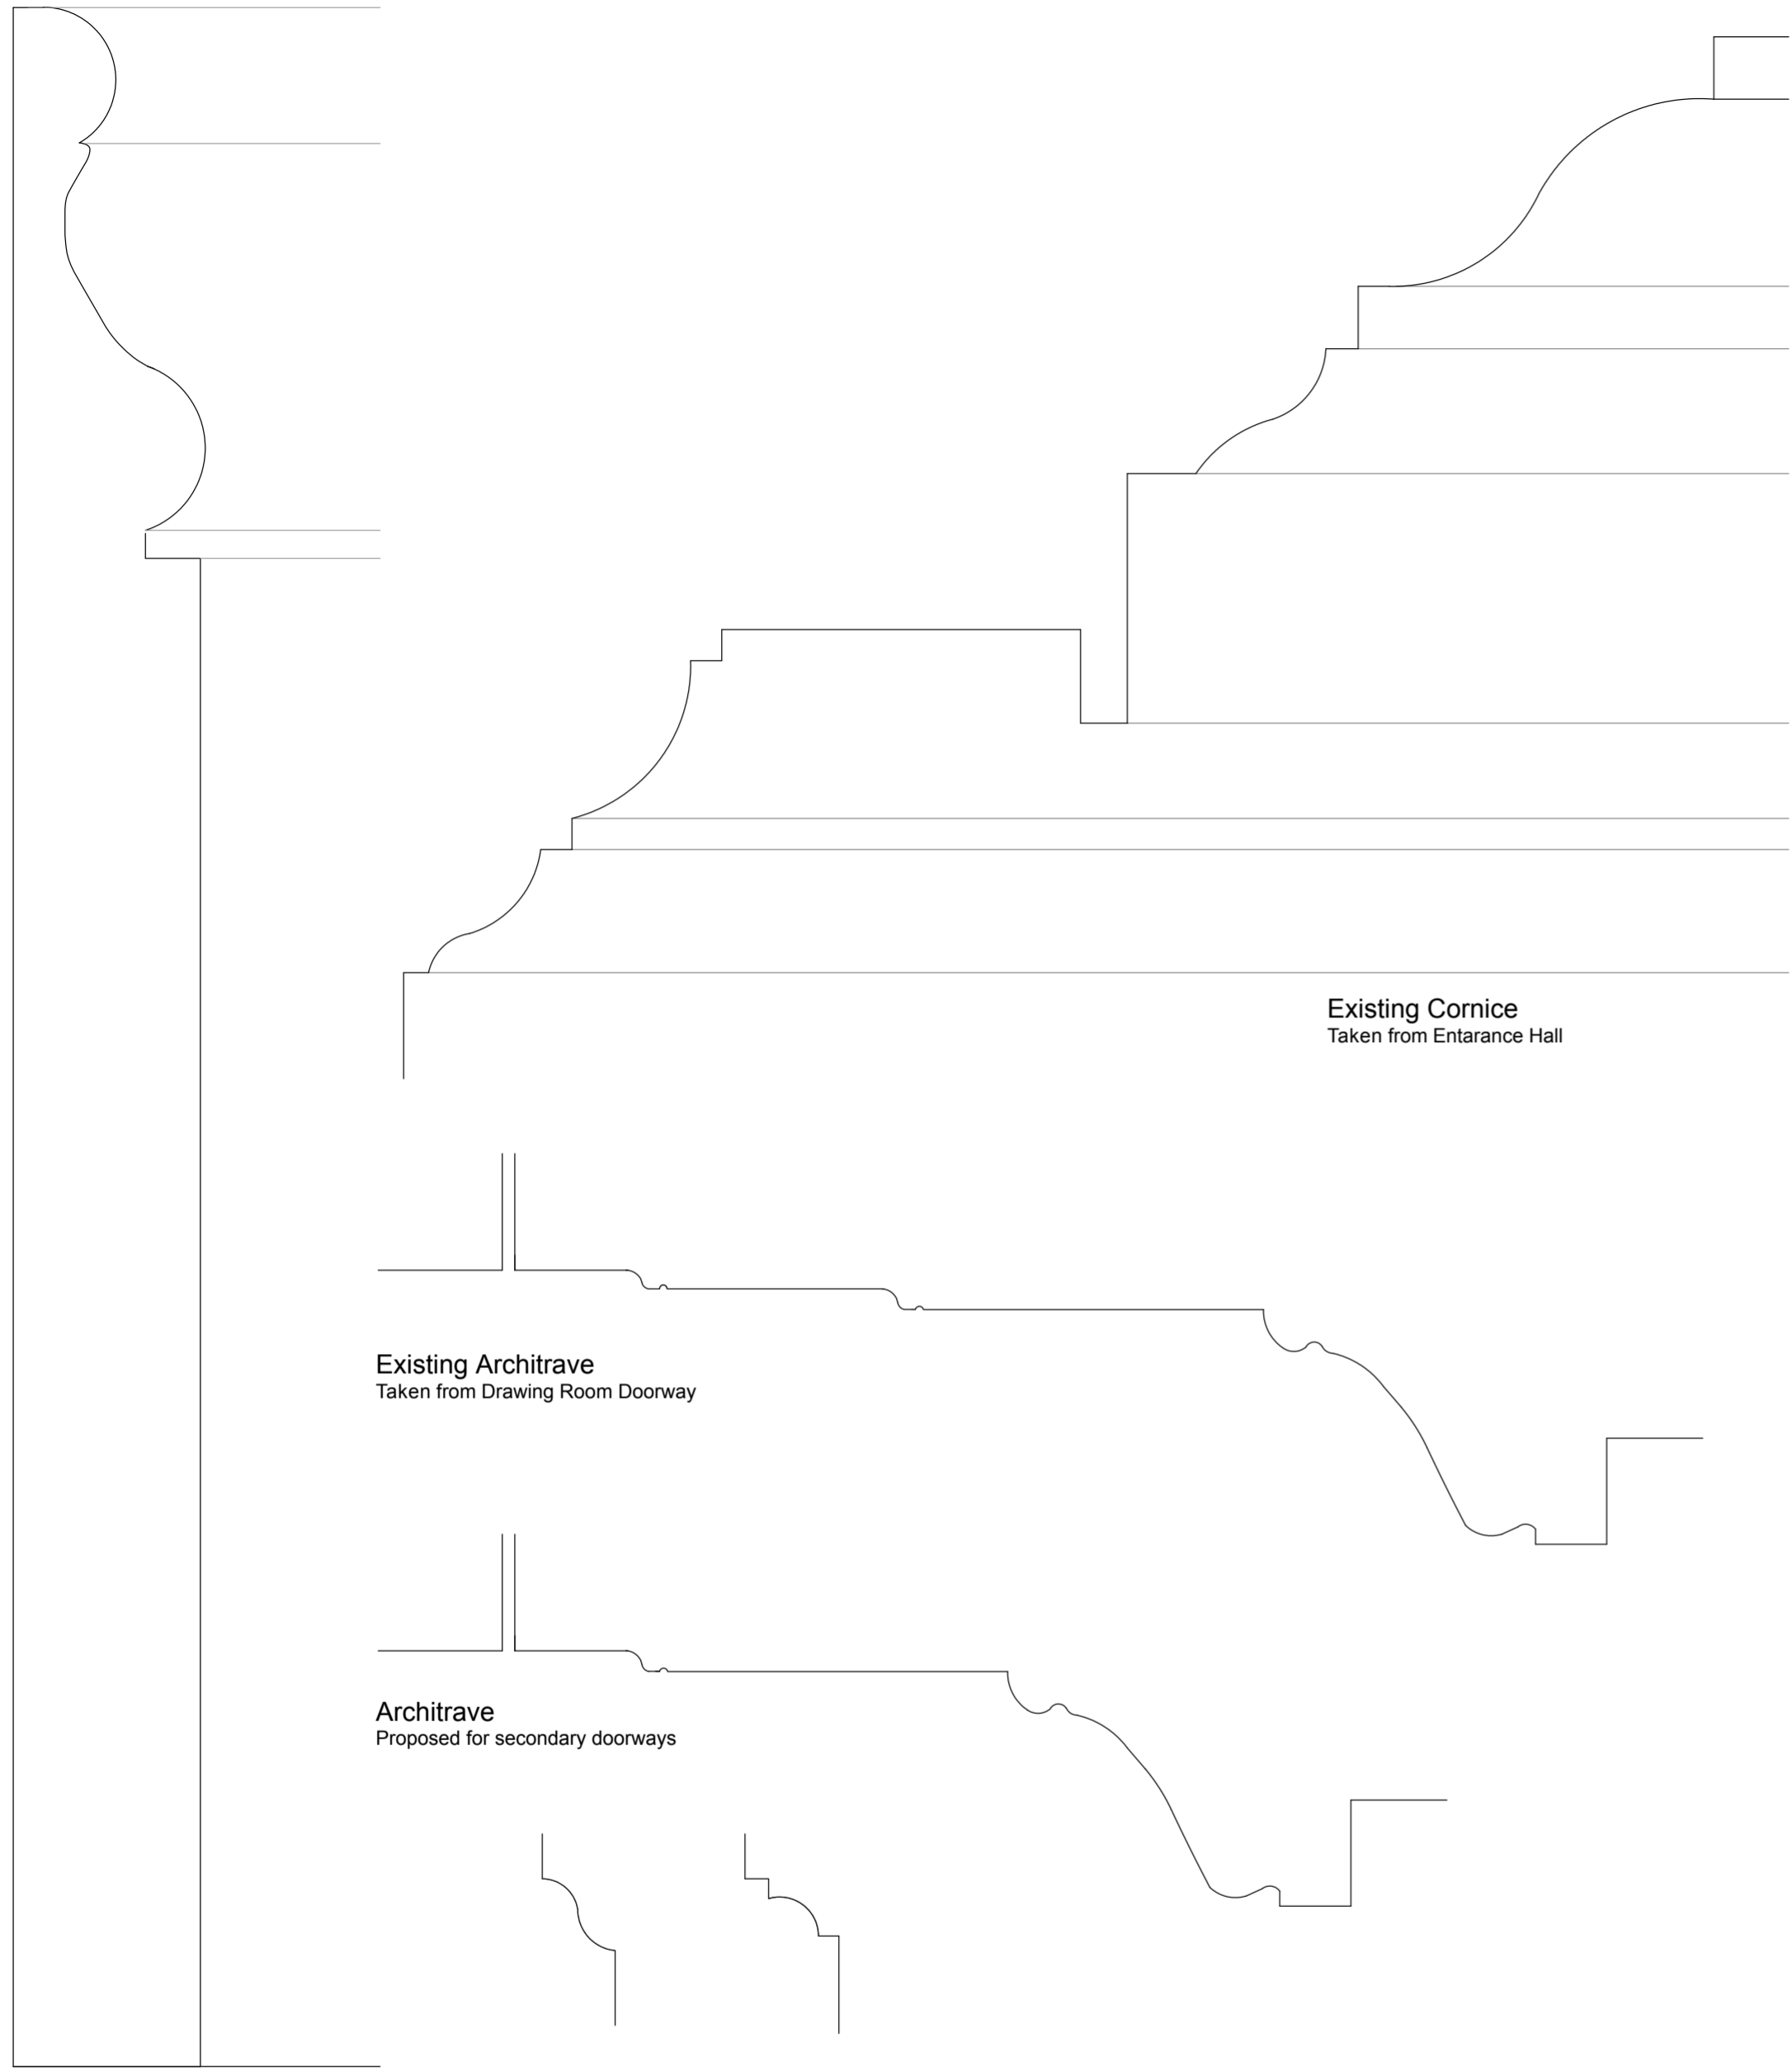 Existing Cornice
Taken from Entarance Hall
Existing Architrave
Taken from Drawing Room Doorway
Architrave
Proposed for secondary doorways